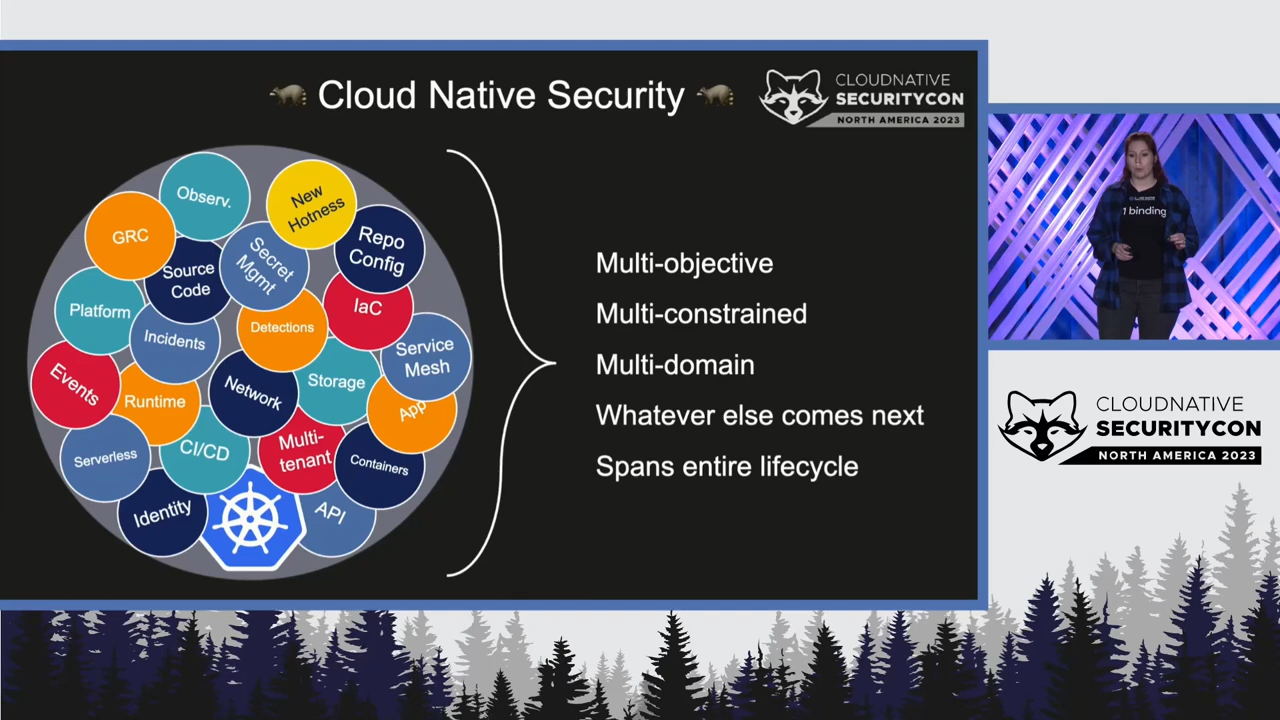 Cloud Native Security
CLOUDNATIVE
SECURITYCON
NORTH AMERICA 2023
Observ.
New
Hotness
GRC
Repo
Config
Secret
Mgmt
Source
Code
Platform
IaC
Detections
Incidents
Service
Mesh
Events
Storage
Network
Runtime
App
CI/CD
Multi-
tenant
Serverless
Containers
Identity
API
Multi-objective
Multi-constrained
Multi-domain
Whatever else comes next
Spans entire lifecycle
1 binding
CLOUDNATIVE
SECURITYCON
NORTH AMERICA 2023